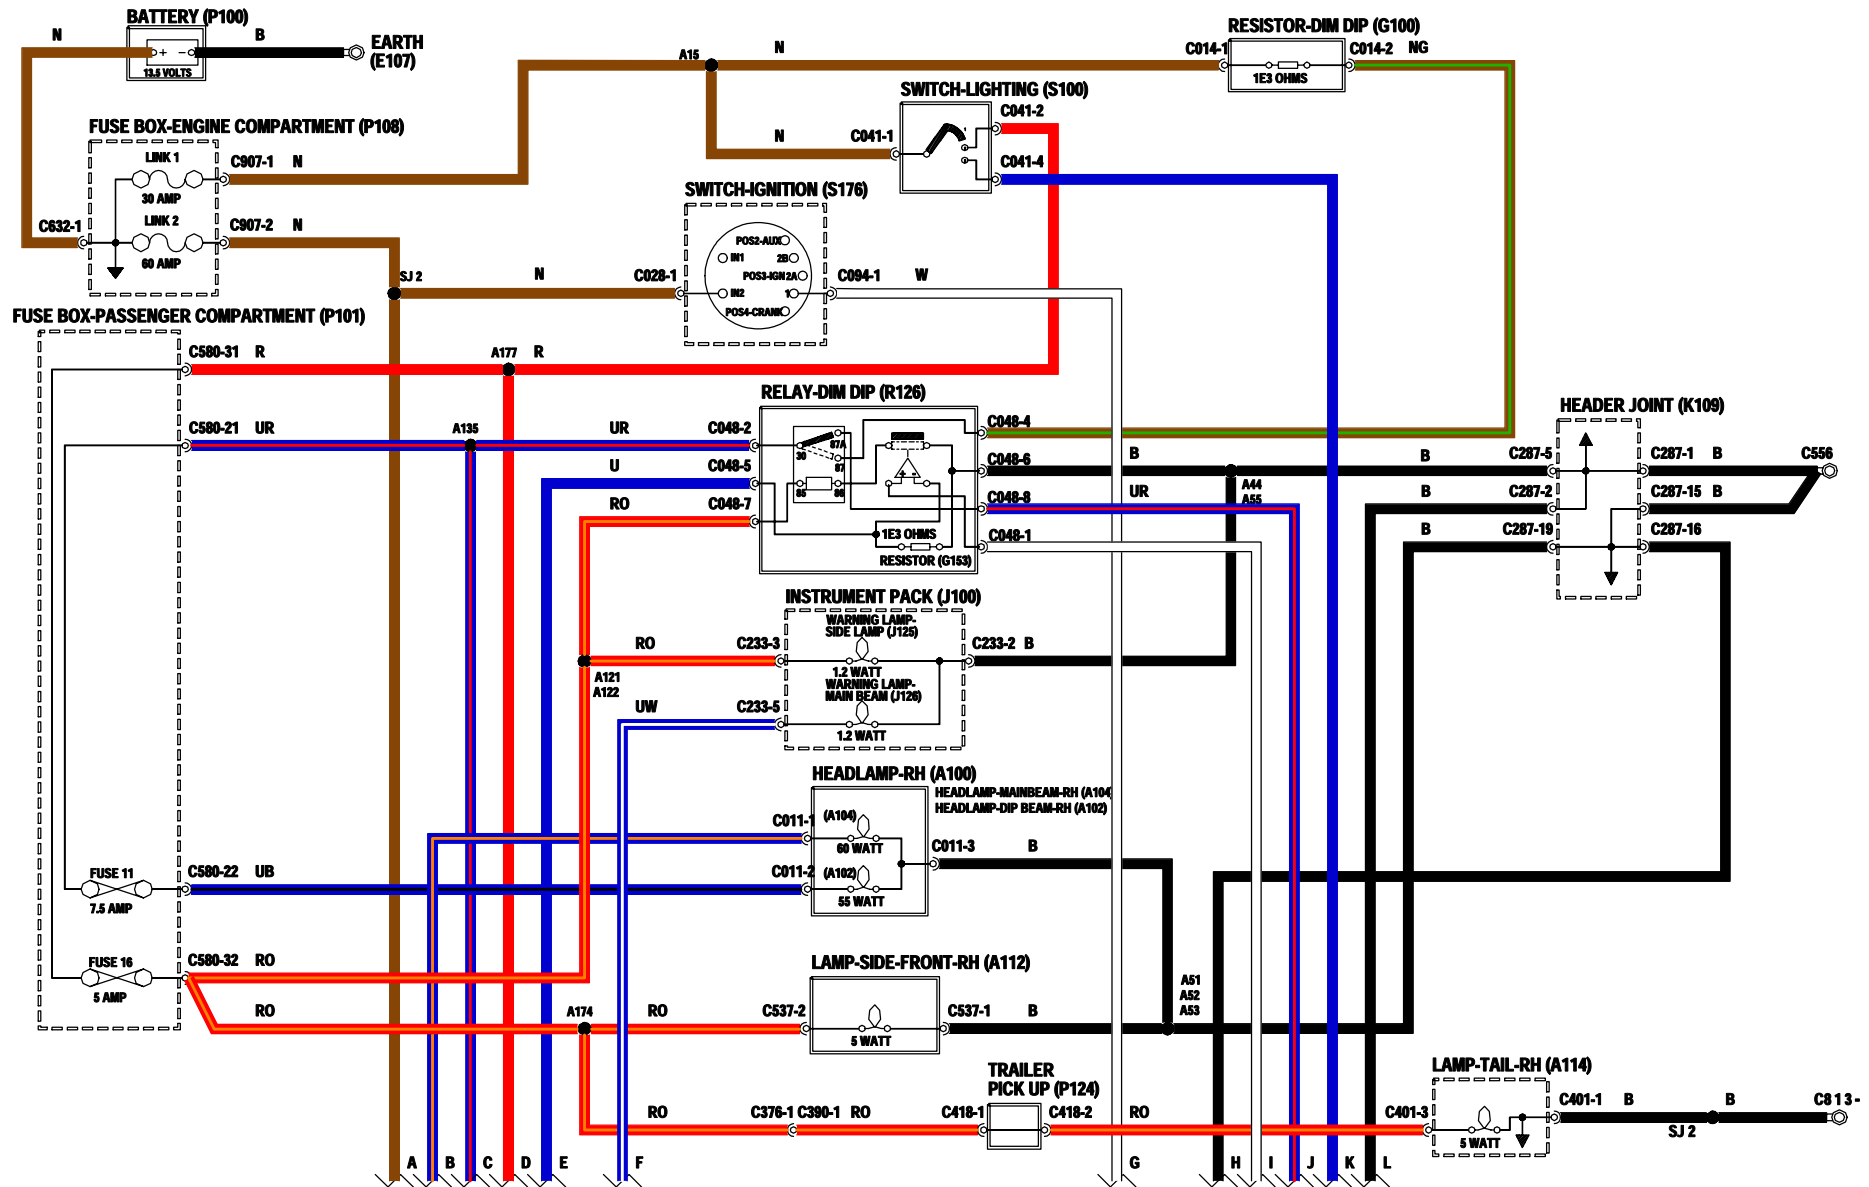 BATTERY (P100)
N
B
+ -
13.5 VOLTS
EARTH
(E107)
RESISTOR-DIM DIP (G100)
A15
N
C014-1
C014-2
NG
1E3 OHMS
SWITCH-LIGHTING (S100)
C041-2
1
N
C041-1
C041-4
FUSE BOX-ENGINE COMPARTMENT (P108)
LINK 1
C907-1
N
30 AMP
LINK 2
C632-1
C907-2
N
60 AMP
SWITCH-IGNITION (S176)
POS2-AUX
IN1
2B
POS3-IGN
2A
IN2
1
POS4-CRANK
SJ 2
N
C028-1
C094-1
W
FUSE BOX-PASSENGER COMPARTMENT (P101)
C580-31
R
A177
R
RELAY-DIM DIP (R126)
HEADER JOINT (K109)
C580-21
UR
A135
UR
C048-2
C048-4
87A
30
87
U
C048-5
C048-6
B
B
C287-5
C287-1
B
C556
+ -
85
86
A44
A55
RO
C048-7
C048-8
UR
B
C287-2
C287-15
B
1E3 OHMS
C048-1
B
C287-19
C287-16
RESISTOR (G153)
INSTRUMENT PACK (J100)
WARNING LAMP-
SIDE LAMP (J125)
RO
C233-3
C233-2
B
1.2 WATT
A121
A122
WARNING LAMP-
MAIN BEAM (J126)
UW
C233-5
1.2 WATT
HEADLAMP-RH (A100)
HEADLAMP-MAINBEAM-RH (A104
HEADLAMP-DIP BEAM-RH (A102)
C011-1
(A104)
60 WATT
C011-3
B
C011-2
(A102)
55 WATT
FUSE 11
C580-22
UB
7.5 AMP
FUSE 16
C580-32
RO
5 AMP
LAMP-SIDE-FRONT-RH (A112)
RO
A174
RO
C537-2
C537-1
B
5 WATT
A51
A52
A53
TRAILER
PICK UP (P124)
LAMP-TAIL-RH (A114)
RO
C376-1
C390-1
RO
C418-1
C418-2
RO
C401-3
C401-1
B
B
C813-
5 WATT
SJ 2
A
B
C
D
E
F
G
H
I
J
K
L